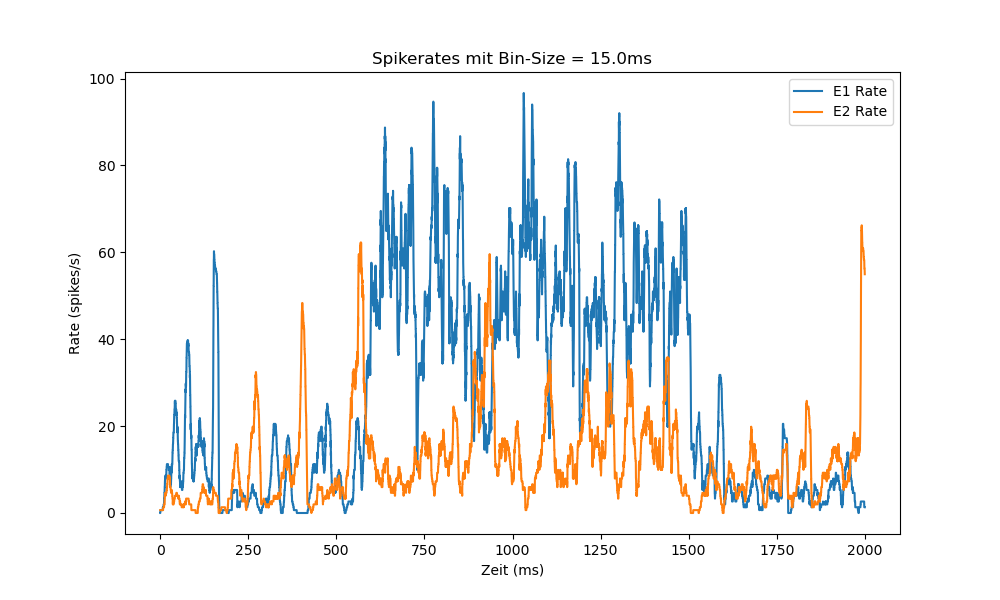 Spikerates mit Bin-Size = 15.0ms
E1 Rate
E2 Rate
Rate (spikes/s)
100
80
60
40
20
0
0 250 500 750 1000 1250 1500 1750 2000
Zeit (ms)